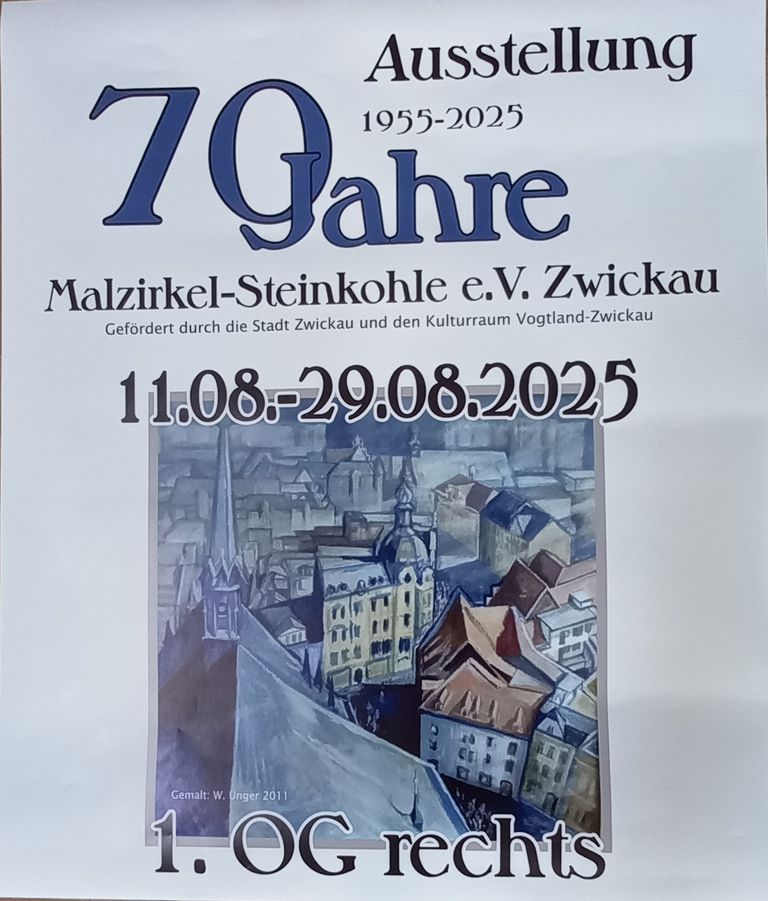 Ausstellung
1955-2025
70 Jahre
Malzirkel-Steinkohle e.V. Zwickau
Gefördert durch die Stadt Zwickau und den Kulturraum Vogtland-Zwickau
11.08.-29.08.2025
Gemalt: W. Unger 2011
1. OG rechts